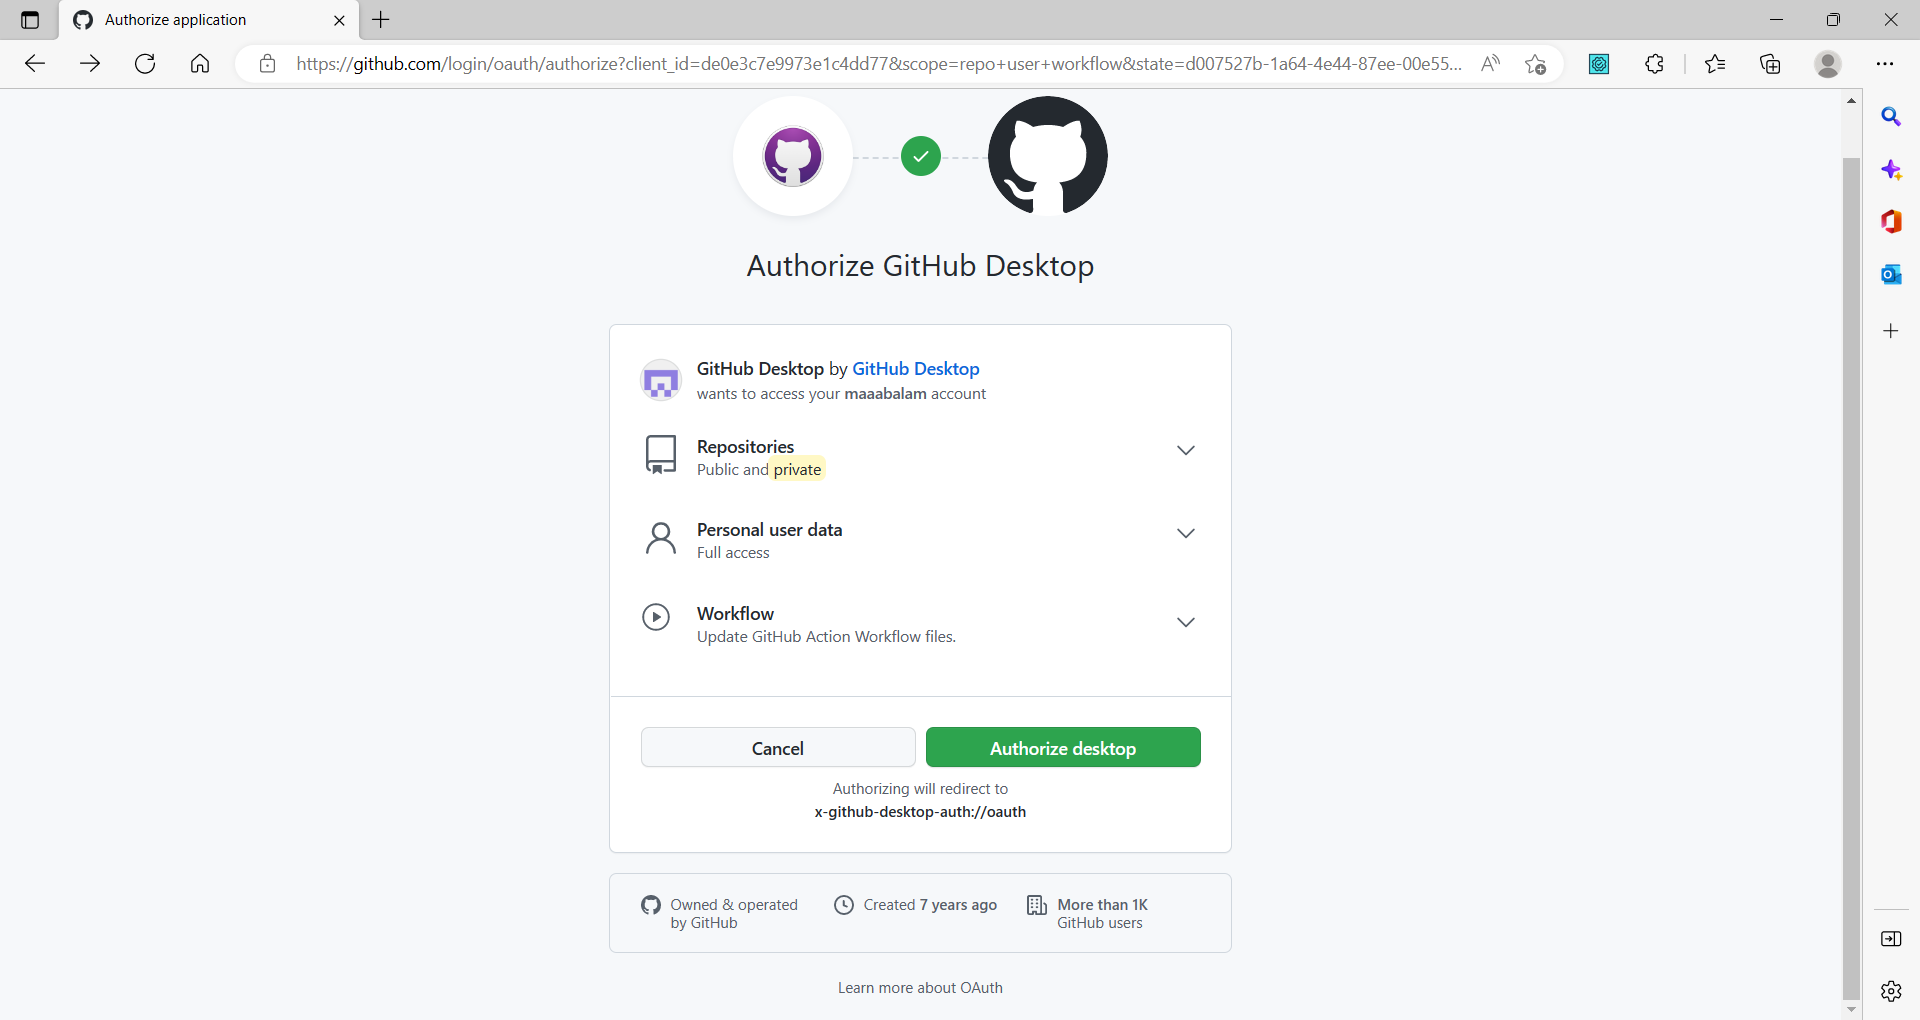 Authorize application
https://github.com/login/oauth/authorize?client_id=de0e3c7e9973e1c4dd77&scope=repo+user+workflow&state=d007527b-1a64-4e44-87ee-00e55...
Authorize GitHub Desktop
GitHub Desktop by GitHub Desktop
wants to access your maaabalam account
Repositories
Public and private
Personal user data
Full access
Workflow
Update GitHub Action Workflow files.
Cancel
Authorize desktop
Authorizing will redirect to
x-github-desktop-auth://oauth
Owned & operated
by GitHub
Created 7 years ago
More than 1K
GitHub users
Learn more about OAuth